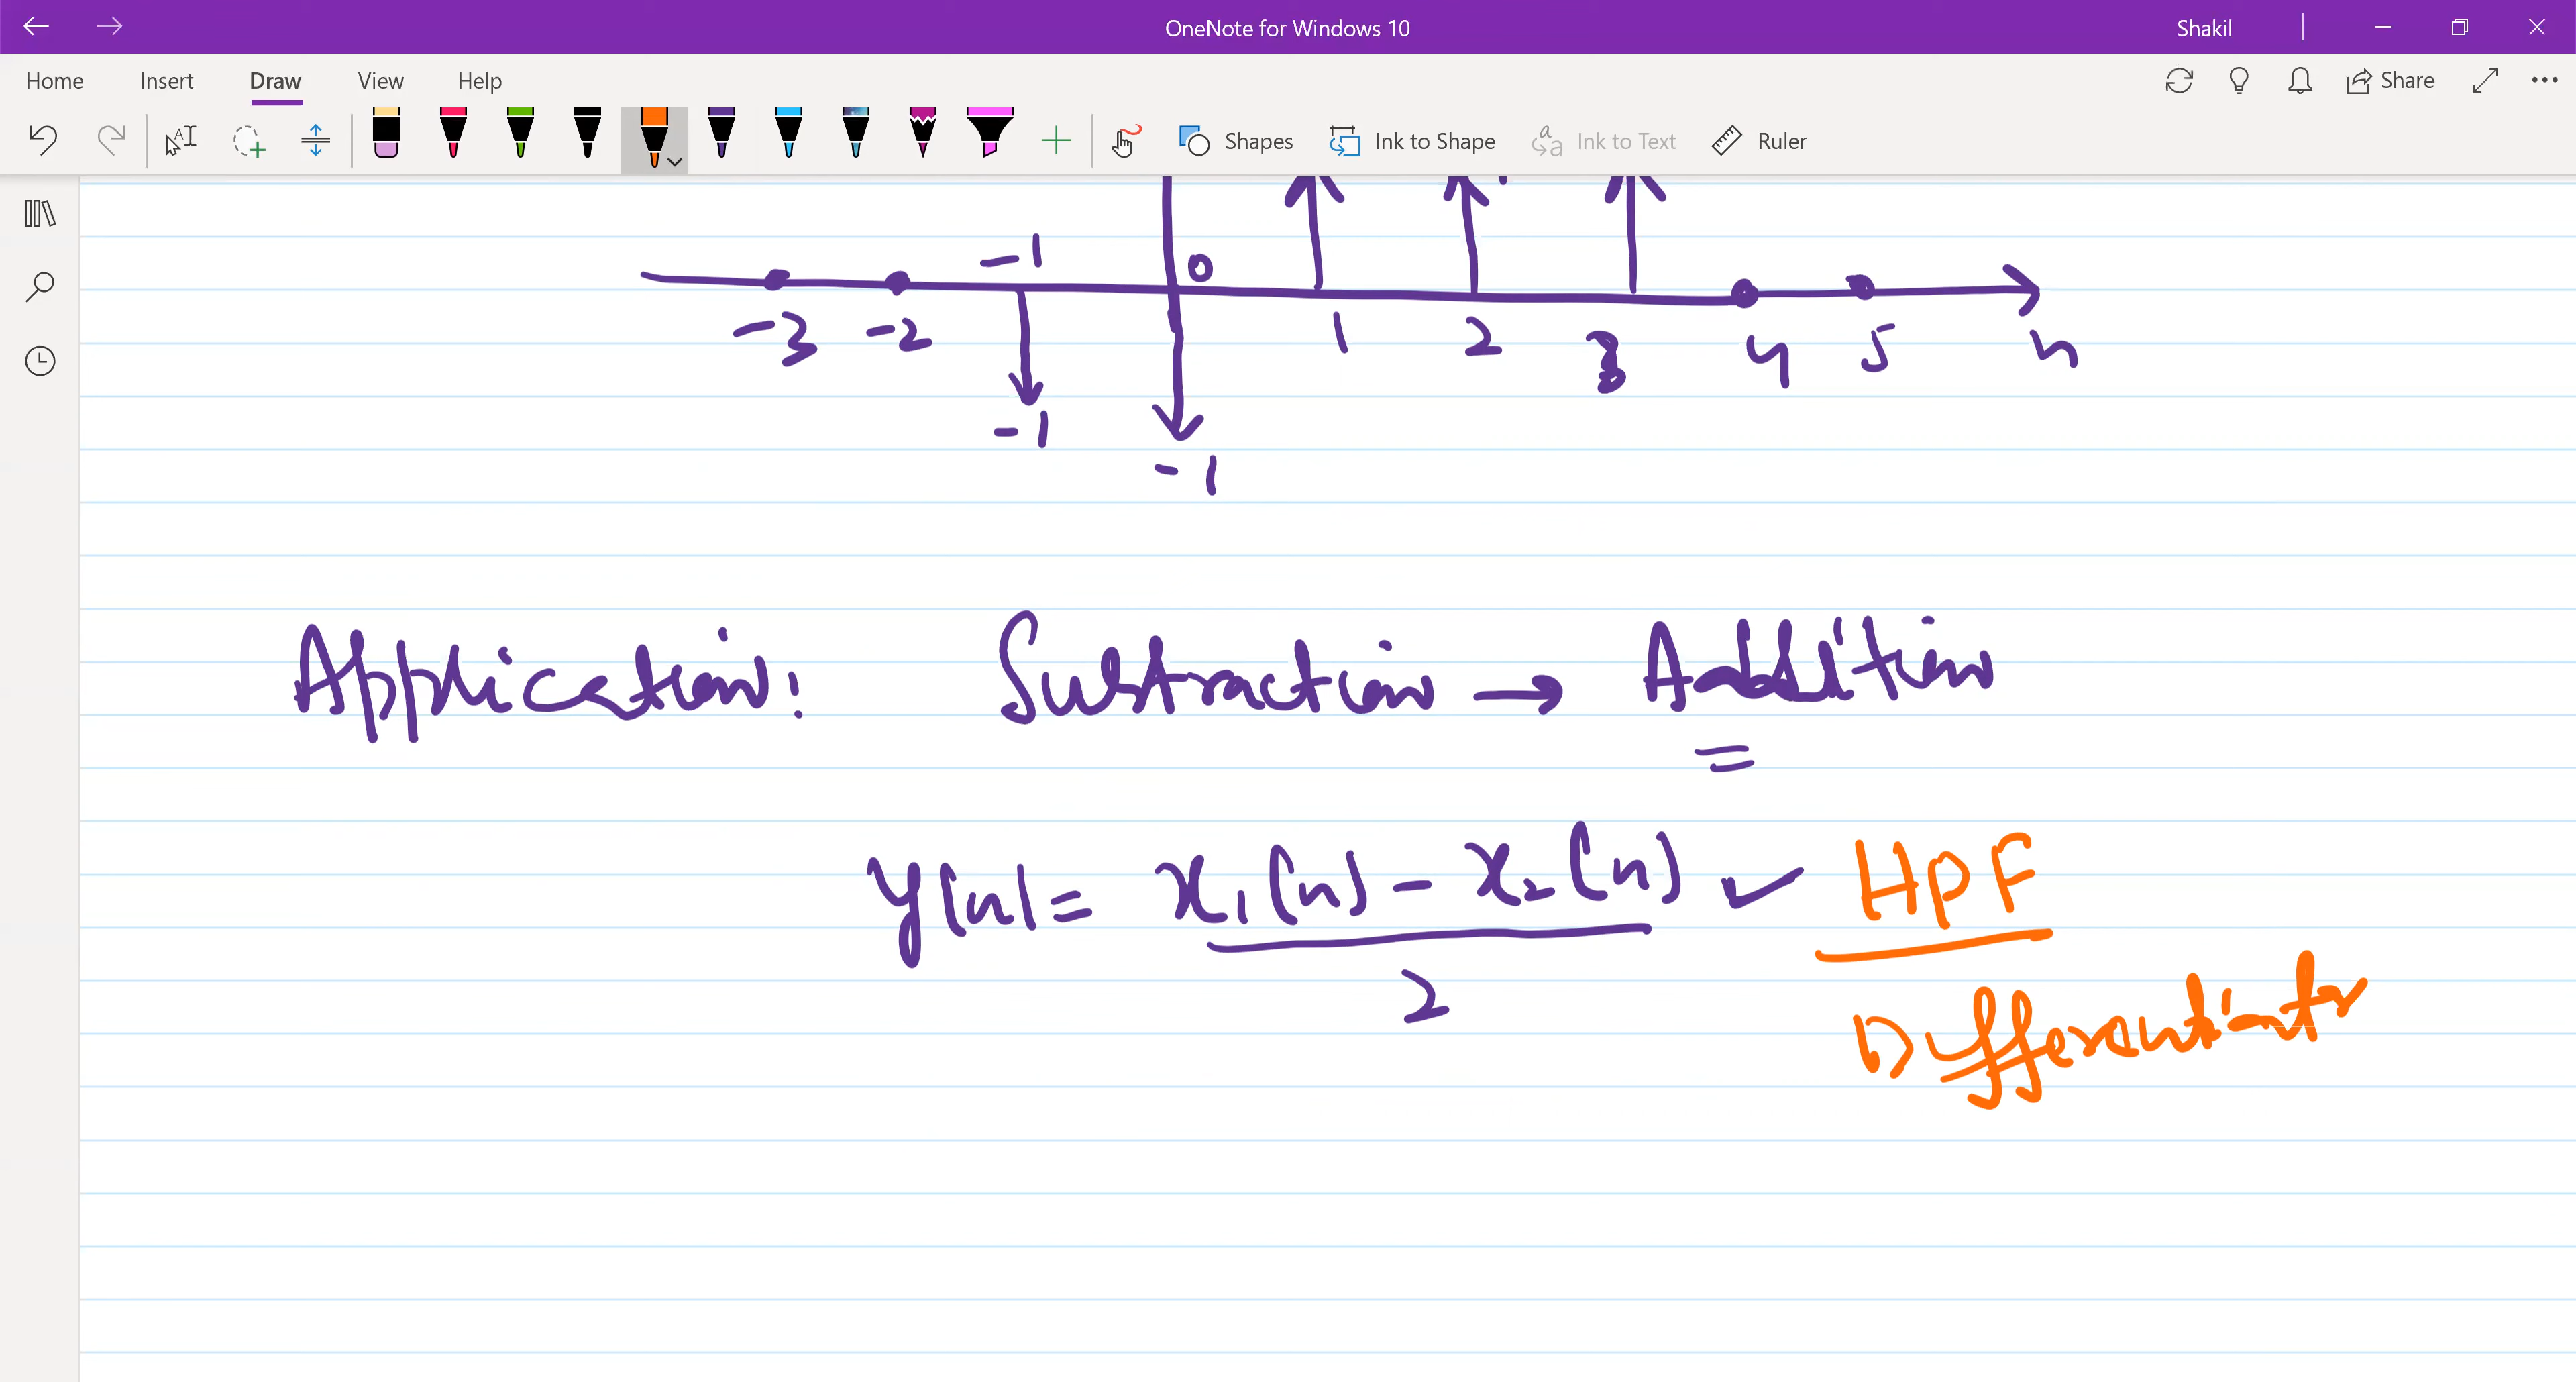 OneNote for Windows 10
Shakil
Home Insert Draw View Help
Share
Shapes Ink to Shape Ink to Text Ruler
-1 0
-3 -2 1 2 3 4 5 n
-1
-1
Application: Subtraction → Addition
=
y[n] = x₁[n] - x₂[n] ✓ HPF
2
Differentiator